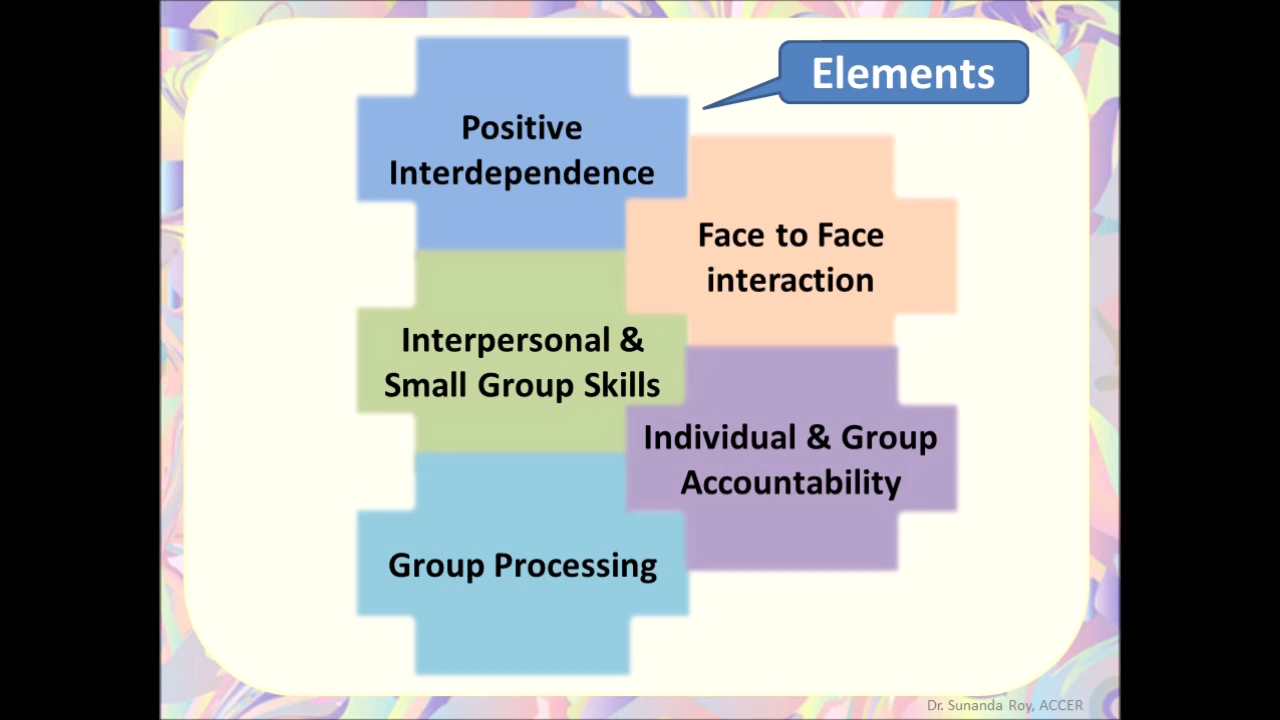 Elements
Positive
Interdependence
Face to Face
interaction
Interpersonal &
Small Group Skills
Individual & Group
Accountability
Group Processing
Dr. Sunanda Roy, ACCER